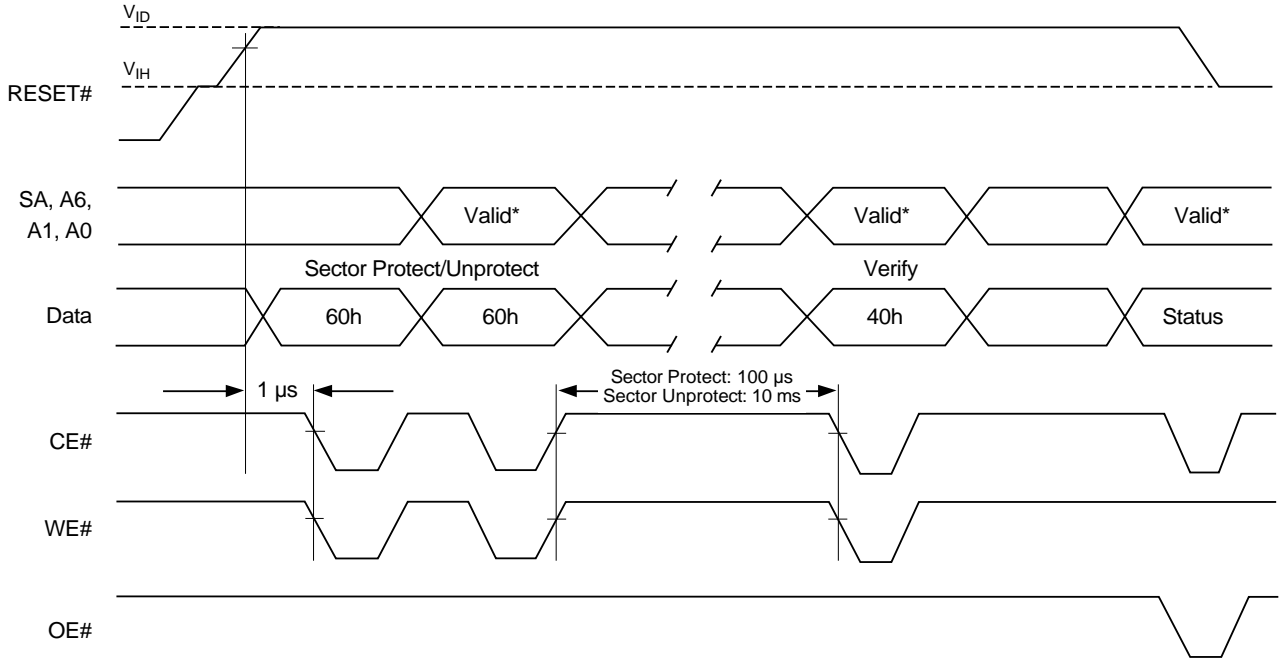 VID
VIH
RESET#
SA, A6,
A1, A0
Valid*
Valid*
Valid*
Sector Protect/Unprotect
Verify
Data
60h
60h
40h
Status
1 µs
Sector Protect: 100 µs
Sector Unprotect: 10 ms
CE#
WE#
OE#